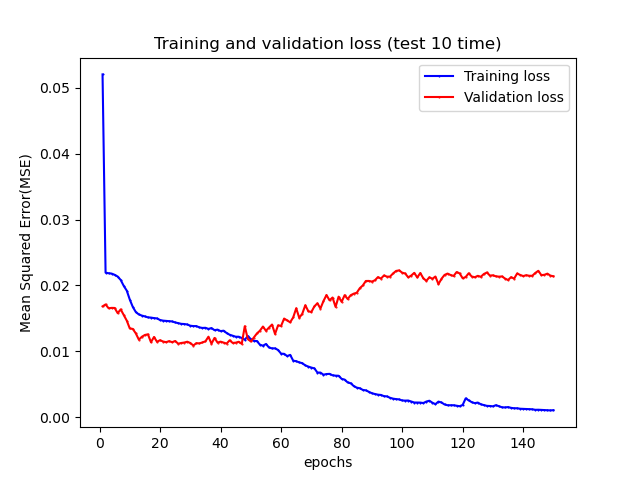 Training and validation loss (test 10 time)
Training loss
Validation loss
0.05
0.04
0.03
0.02
0.01
0.00
Mean Squared Error(MSE)
0 20 40 60 80 100 120 140
epochs